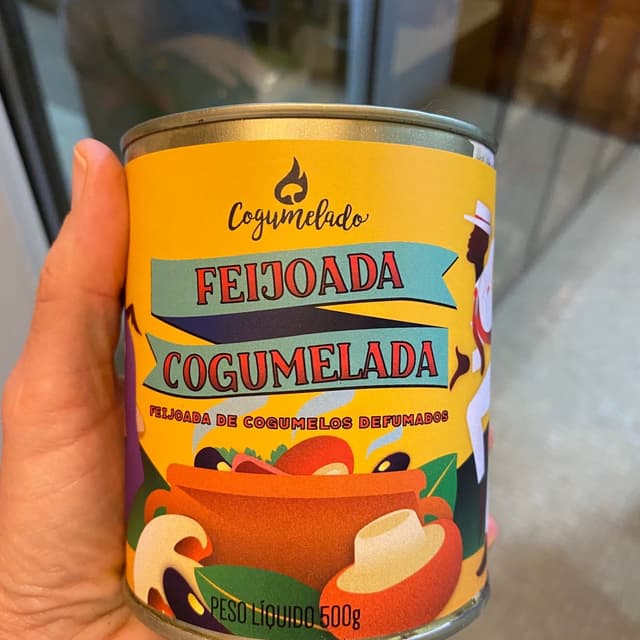 Cogumelado
FEIJOADA
COGUMELADA
FEIJOADA DE COGUMELOS DEFUMADOS
PESO LÍQUIDO 500g